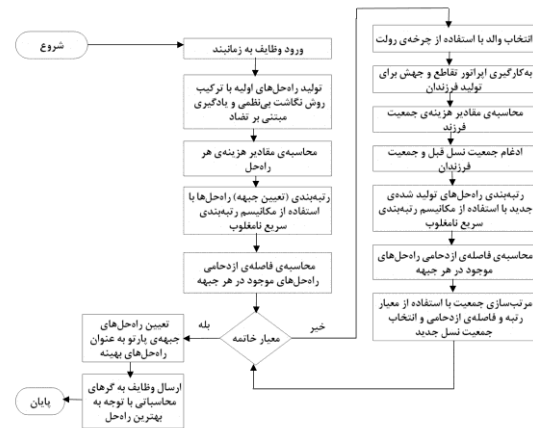 شروع
ورود وظایف به زمانبند
تولید راه‌حل‌های اولیه با ترکیب
روش نگاشت بی‌نظمی و یادگیری
مبتنی بر تضاد
محاسبه‌ی مقادیر هزینه‌ی هر
راه‌حل
رتبه‌بندی (تعیین جبهه) راه‌حل‌ها با
استفاده از مکانیسم رتبه‌بندی
سریع نامغلوب
محاسبه‌ی فاصله‌ی ازدحامی
راه‌حل‌های موجود در هر جبهه
معیار خاتمه
بله
خیر
تعیین راه‌حل‌های
جبهه‌ی پارتو به عنوان
راه‌حل‌های بهینه
ارسال وظایف به گرهای
محاسباتی با توجه به
بهترین راه‌حل
پایان
انتخاب والد با استفاده از چرخه‌ی رولت
به‌کارگیری اپراتور تقاطع و جهش برای
تولید فرزندان
محاسبه‌ی مقادیر هزینه‌ی جمعیت
فرزند
ادغام جمعیت نسل قبل و جمعیت
فرزندان
رتبه‌بندی راه‌حل‌های تولید شده‌ی
جدید با استفاده از مکانیسم رتبه‌بندی
سریع نامغلوب
محاسبه‌ی فاصله‌ی ازدحامی راه‌حل‌های
موجود در هر جبهه
مرتب‌سازی جمعیت با استفاده از معیار
رتبه و فاصله‌ی ازدحامی و انتخاب
جمعیت نسل جدید